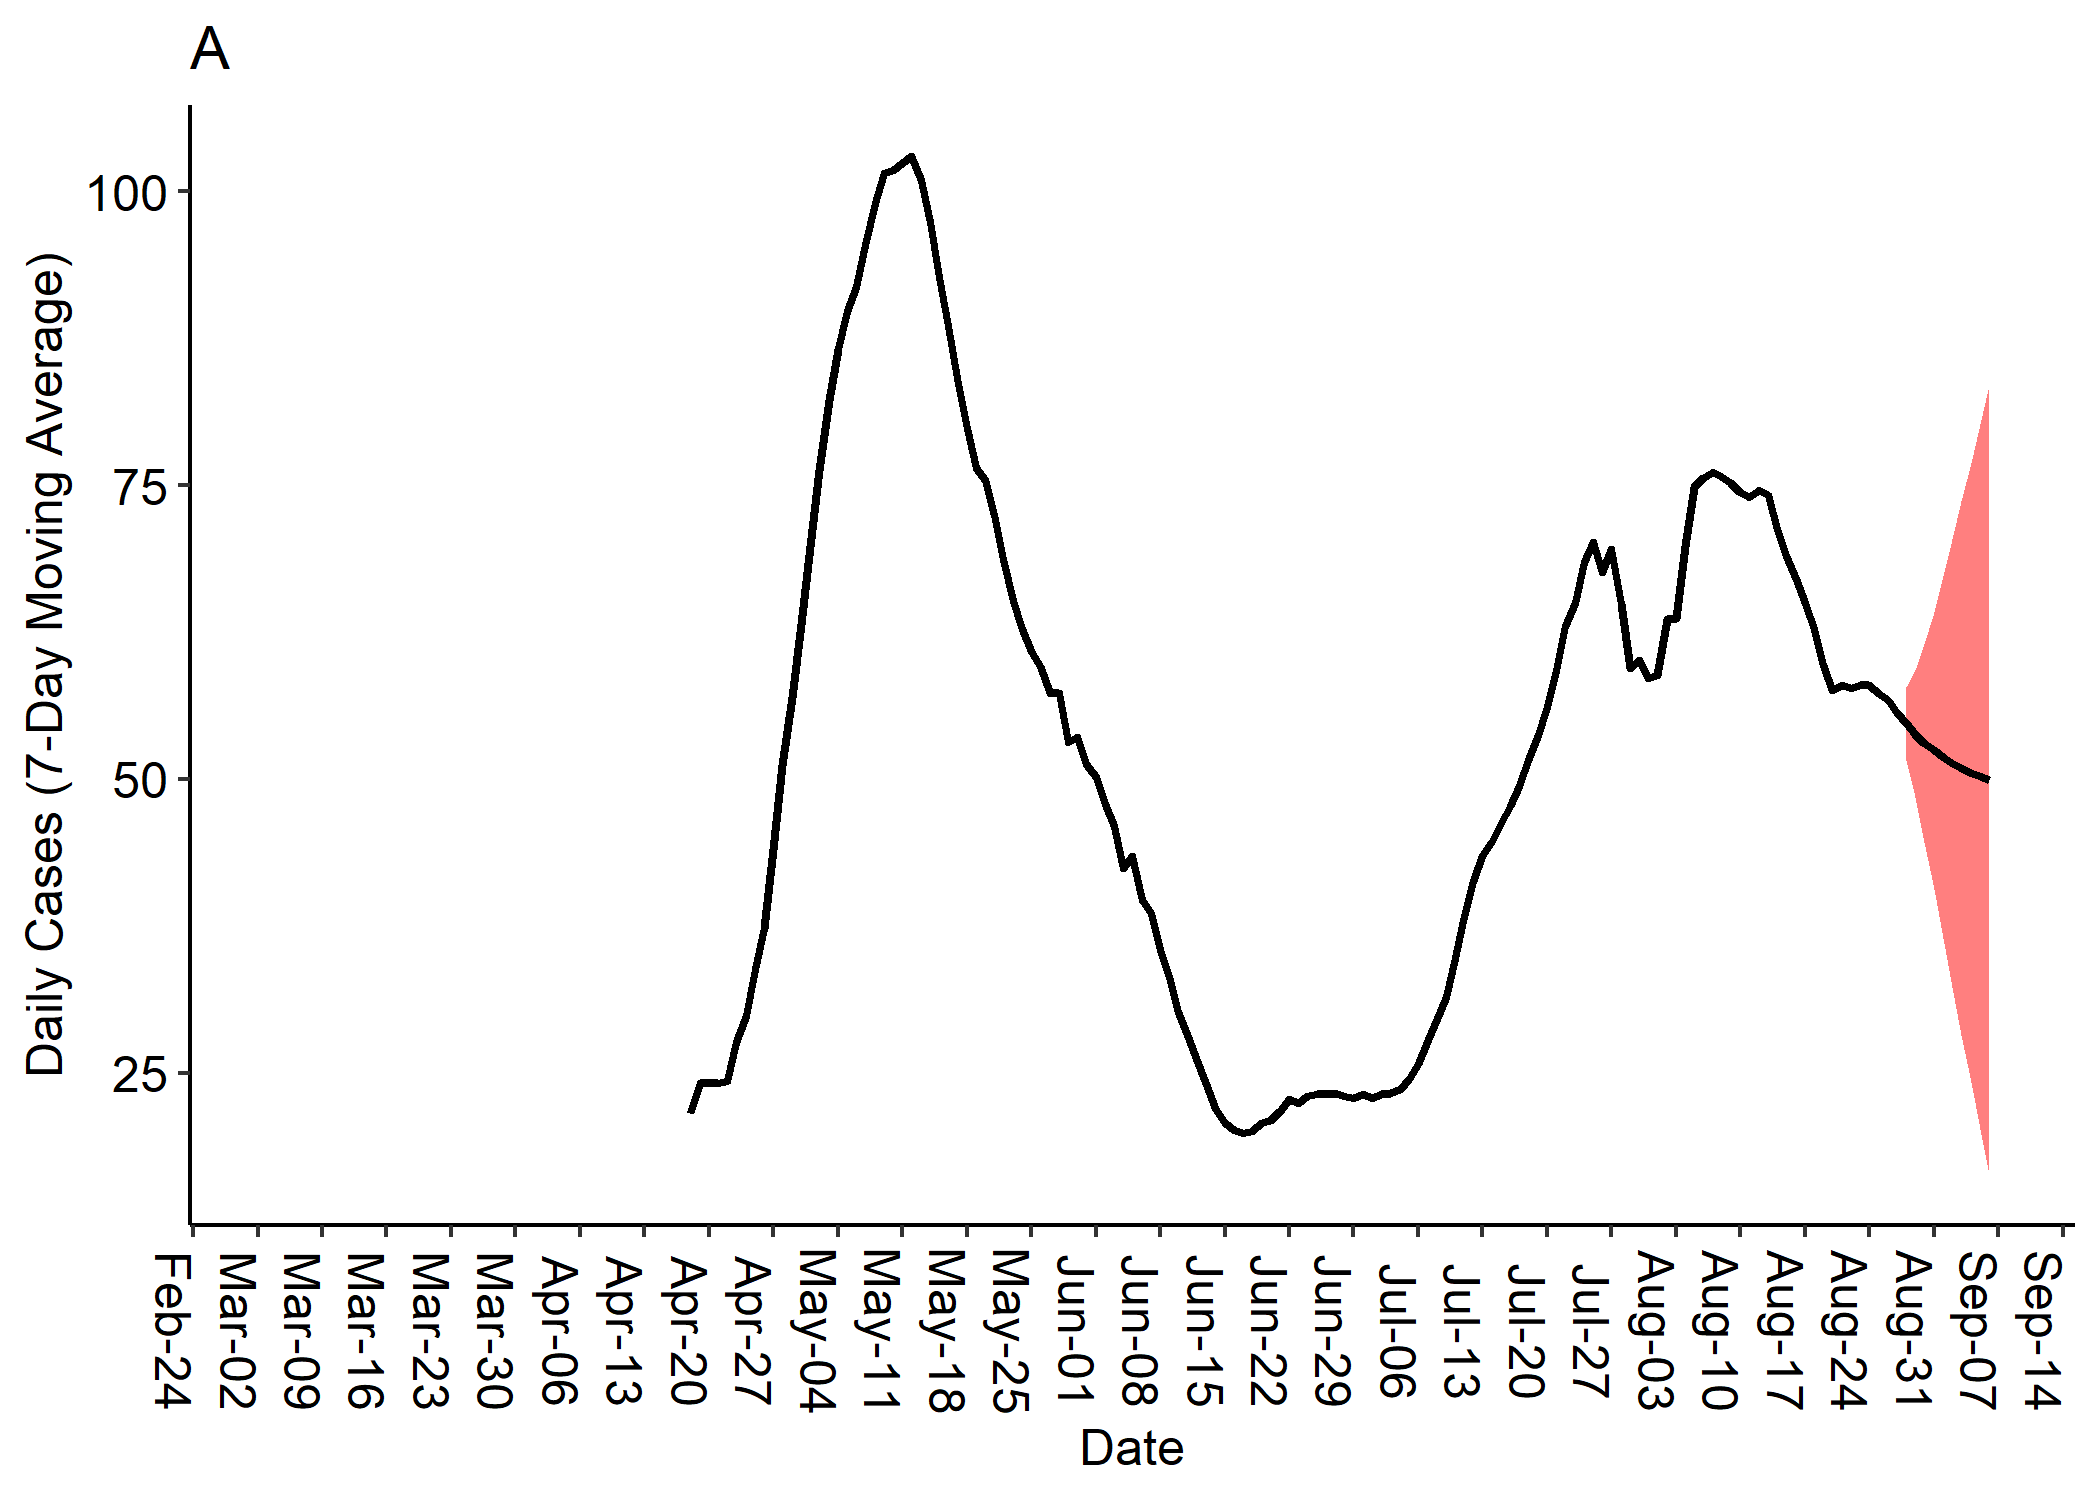 A
Daily Cases (7-Day Moving Average)
100
75
50
25
Feb-24
Mar-02
Mar-09
Mar-16
Mar-23
Mar-30
Apr-06
Apr-13
Apr-20
Apr-27
May-04
May-11
May-18
May-25
Jun-01
Jun-08
Jun-15
Jun-22
Jun-29
Jul-06
Jul-13
Jul-20
Jul-27
Aug-03
Aug-10
Aug-17
Aug-24
Aug-31
Sep-07
Sep-14
Date